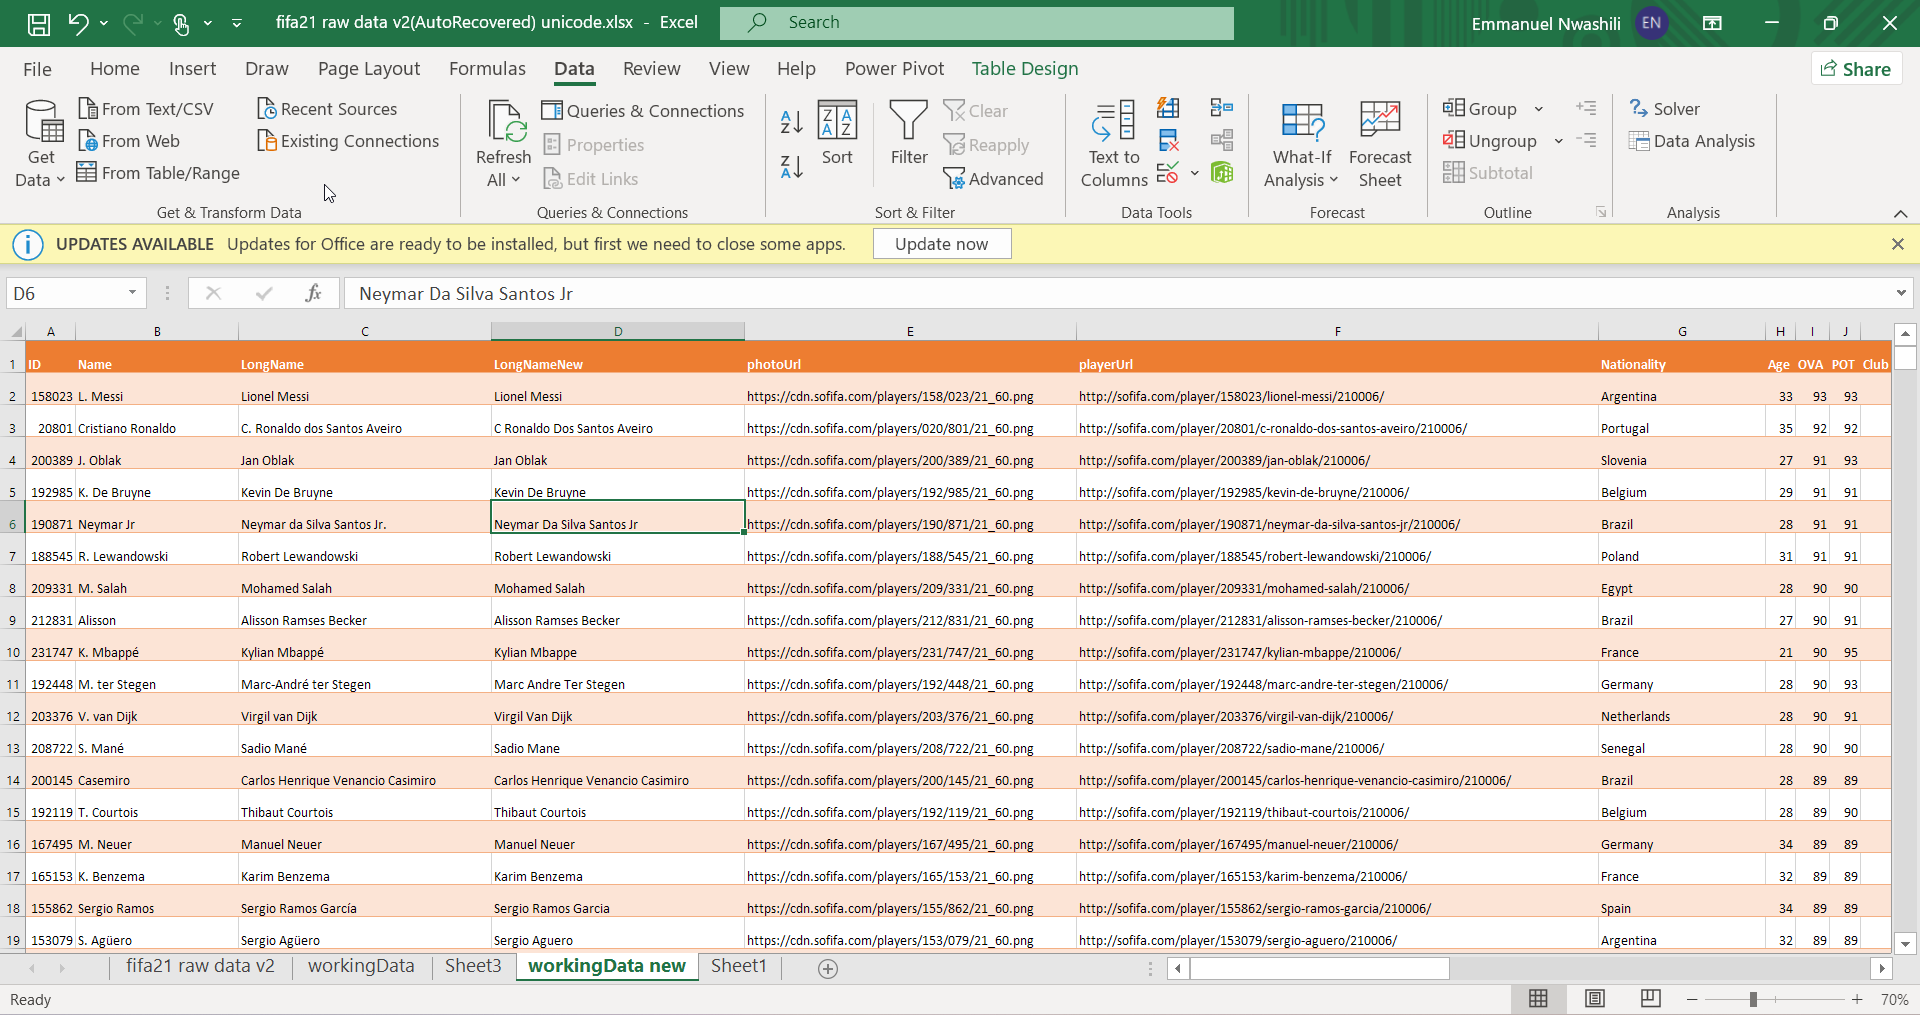 fifa21 raw data v2(AutoRecovered) unicode.xlsx - Excel
Search
Emmanuel Nwashili EN
File Home Insert Draw Page Layout Formulas Data Review View Help Power Pivot Table Design Share
Get Data
From Text/CSV
From Web
From Table/Range
Recent Sources
Existing Connections
Get & Transform Data
Refresh All
Queries & Connections
Properties
Edit Links
Queries & Connections
Sort
Filter
Clear
Reapply
Advanced
Sort & Filter
Text to Columns
Data Tools
What-If Analysis
Forecast Sheet
Forecast
Group
Ungroup
Subtotal
Outline
Solver
Data Analysis
Analysis
UPDATES AVAILABLE Updates for Office are ready to be installed, but first we need to close some apps. Update now
D6 fx Neymar Da Silva Santos Jr
A B C D E F G H I J
1 ID Name LongName LongNameNew photoUrl playerUrl Nationality Age OVA POT Club
2 158023 L. Messi Lionel Messi Lionel Messi https://cdn.sofifa.com/players/158/023/21_60.png http://sofifa.com/player/158023/lionel-messi/210006/ Argentina 33 93 93
3 20801 Cristiano Ronaldo C. Ronaldo dos Santos Aveiro C Ronaldo Dos Santos Aveiro https://cdn.sofifa.com/players/020/801/21_60.png http://sofifa.com/player/20801/c-ronaldo-dos-santos-aveiro/210006/ Portugal 35 92 92
4 200389 J. Oblak Jan Oblak Jan Oblak https://cdn.sofifa.com/players/200/389/21_60.png http://sofifa.com/player/200389/jan-oblak/210006/ Slovenia 27 91 93
5 192985 K. De Bruyne Kevin De Bruyne Kevin De Bruyne https://cdn.sofifa.com/players/192/985/21_60.png http://sofifa.com/player/192985/kevin-de-bruyne/210006/ Belgium 29 91 91
6 190871 Neymar Jr Neymar da Silva Santos Jr. Neymar Da Silva Santos Jr https://cdn.sofifa.com/players/190/871/21_60.png http://sofifa.com/player/190871/neymar-da-silva-santos-jr/210006/ Brazil 28 91 91
7 188545 R. Lewandowski Robert Lewandowski Robert Lewandowski https://cdn.sofifa.com/players/188/545/21_60.png http://sofifa.com/player/188545/robert-lewandowski/210006/ Poland 31 91 91
8 209331 M. Salah Mohamed Salah Mohamed Salah https://cdn.sofifa.com/players/209/331/21_60.png http://sofifa.com/player/209331/mohamed-salah/210006/ Egypt 28 90 90
9 212831 Alisson Alisson Ramses Becker Alisson Ramses Becker https://cdn.sofifa.com/players/212/831/21_60.png http://sofifa.com/player/212831/alisson-ramses-becker/210006/ Brazil 27 90 91
10 231747 K. Mbappé Kylian Mbappé Kylian Mbappe https://cdn.sofifa.com/players/231/747/21_60.png http://sofifa.com/player/231747/kylian-mbappe/210006/ France 21 90 95
11 192448 M. ter Stegen Marc-André ter Stegen Marc Andre Ter Stegen https://cdn.sofifa.com/players/192/448/21_60.png http://sofifa.com/player/192448/marc-andre-ter-stegen/210006/ Germany 28 90 93
12 203376 V. van Dijk Virgil van Dijk Virgil Van Dijk https://cdn.sofifa.com/players/203/376/21_60.png http://sofifa.com/player/203376/virgil-van-dijk/210006/ Netherlands 28 90 91
13 208722 S. Mané Sadio Mané Sadio Mane https://cdn.sofifa.com/players/208/722/21_60.png http://sofifa.com/player/208722/sadio-mane/210006/ Senegal 28 90 90
14 200145 Casemiro Carlos Henrique Venancio Casimiro Carlos Henrique Venancio Casimiro https://cdn.sofifa.com/players/200/145/21_60.png http://sofifa.com/player/200145/carlos-henrique-venancio-casimiro/210006/ Brazil 28 89 89
15 192119 T. Courtois Thibaut Courtois Thibaut Courtois https://cdn.sofifa.com/players/192/119/21_60.png http://sofifa.com/player/192119/thibaut-courtois/210006/ Belgium 28 89 90
16 167495 M. Neuer Manuel Neuer Manuel Neuer https://cdn.sofifa.com/players/167/495/21_60.png http://sofifa.com/player/167495/manuel-neuer/210006/ Germany 34 89 89
17 165153 K. Benzema Karim Benzema Karim Benzema https://cdn.sofifa.com/players/165/153/21_60.png http://sofifa.com/player/165153/karim-benzema/210006/ France 32 89 89
18 155862 Sergio Ramos Sergio Ramos García Sergio Ramos Garcia https://cdn.sofifa.com/players/155/862/21_60.png http://sofifa.com/player/155862/sergio-ramos-garcia/210006/ Spain 34 89 89
19 153079 S. Agüero Sergio Agüero Sergio Aguero https://cdn.sofifa.com/players/153/079/21_60.png http://sofifa.com/player/153079/sergio-aguero/210006/ Argentina 32 89 89
fifa21 raw data v2 workingData Sheet3 workingData new Sheet1
Ready 70%